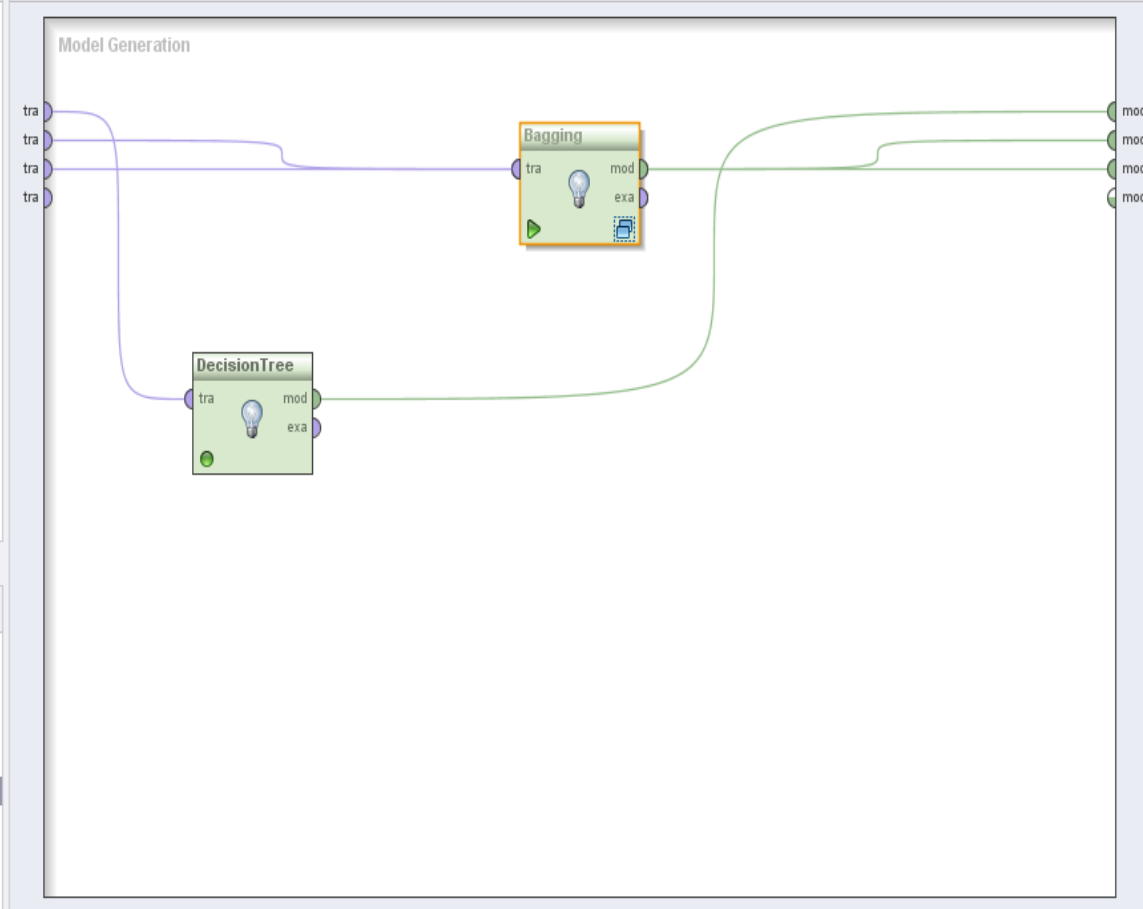 Model Generation
tra
tra
tra
tra
Bagging
tra
mod
exa
DecisionTree
tra
mod
exa
mod
mod
mod
mod